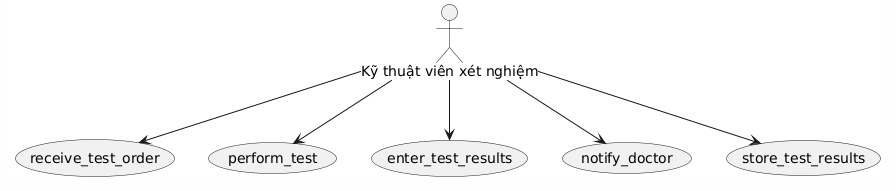 Kỹ thuật viên xét nghiệm
receive_test_order
perform_test
enter_test_results
notify_doctor
store_test_results